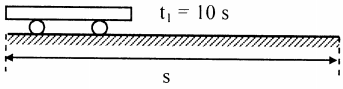 t₁ = 10 s
s